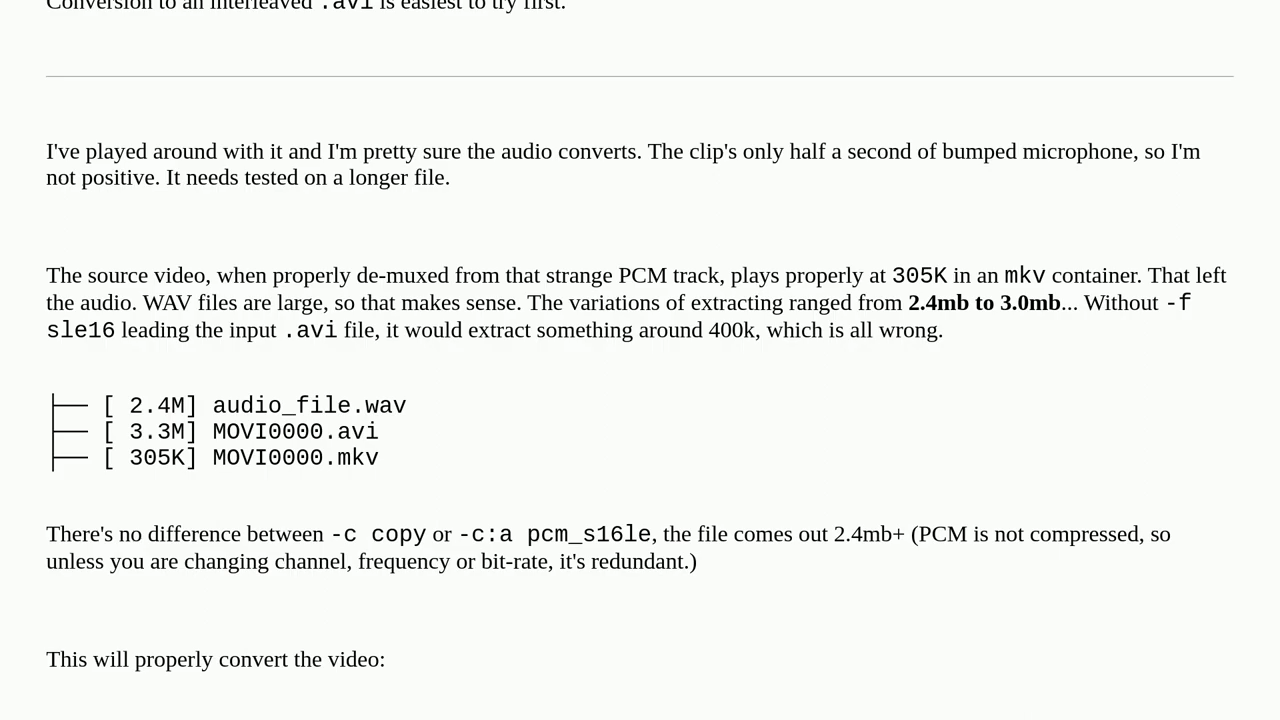 Conversion to an interleaved .avi is easiest to try first.
I've played around with it and I'm pretty sure the audio converts. The clip's only half a second of bumped microphone, so I'm
not positive. It needs tested on a longer file.
The source video, when properly de-muxed from that strange PCM track, plays properly at 305K in an mkv container. That left
the audio. WAV files are large, so that makes sense. The variations of extracting ranged from 2.4mb to 3.0mb... Without -f
sle16 leading the input .avi file, it would extract something around 400k, which is all wrong.
├── [ 2.4M] audio_file.wav
├── [ 3.3M] MOVI0000.avi
├── [ 305K] MOVI0000.mkv
There's no difference between -c copy or -c:a pcm_s16le, the file comes out 2.4mb+ (PCM is not compressed, so
unless you are changing channel, frequency or bit-rate, it's redundant.)
This will properly convert the video: